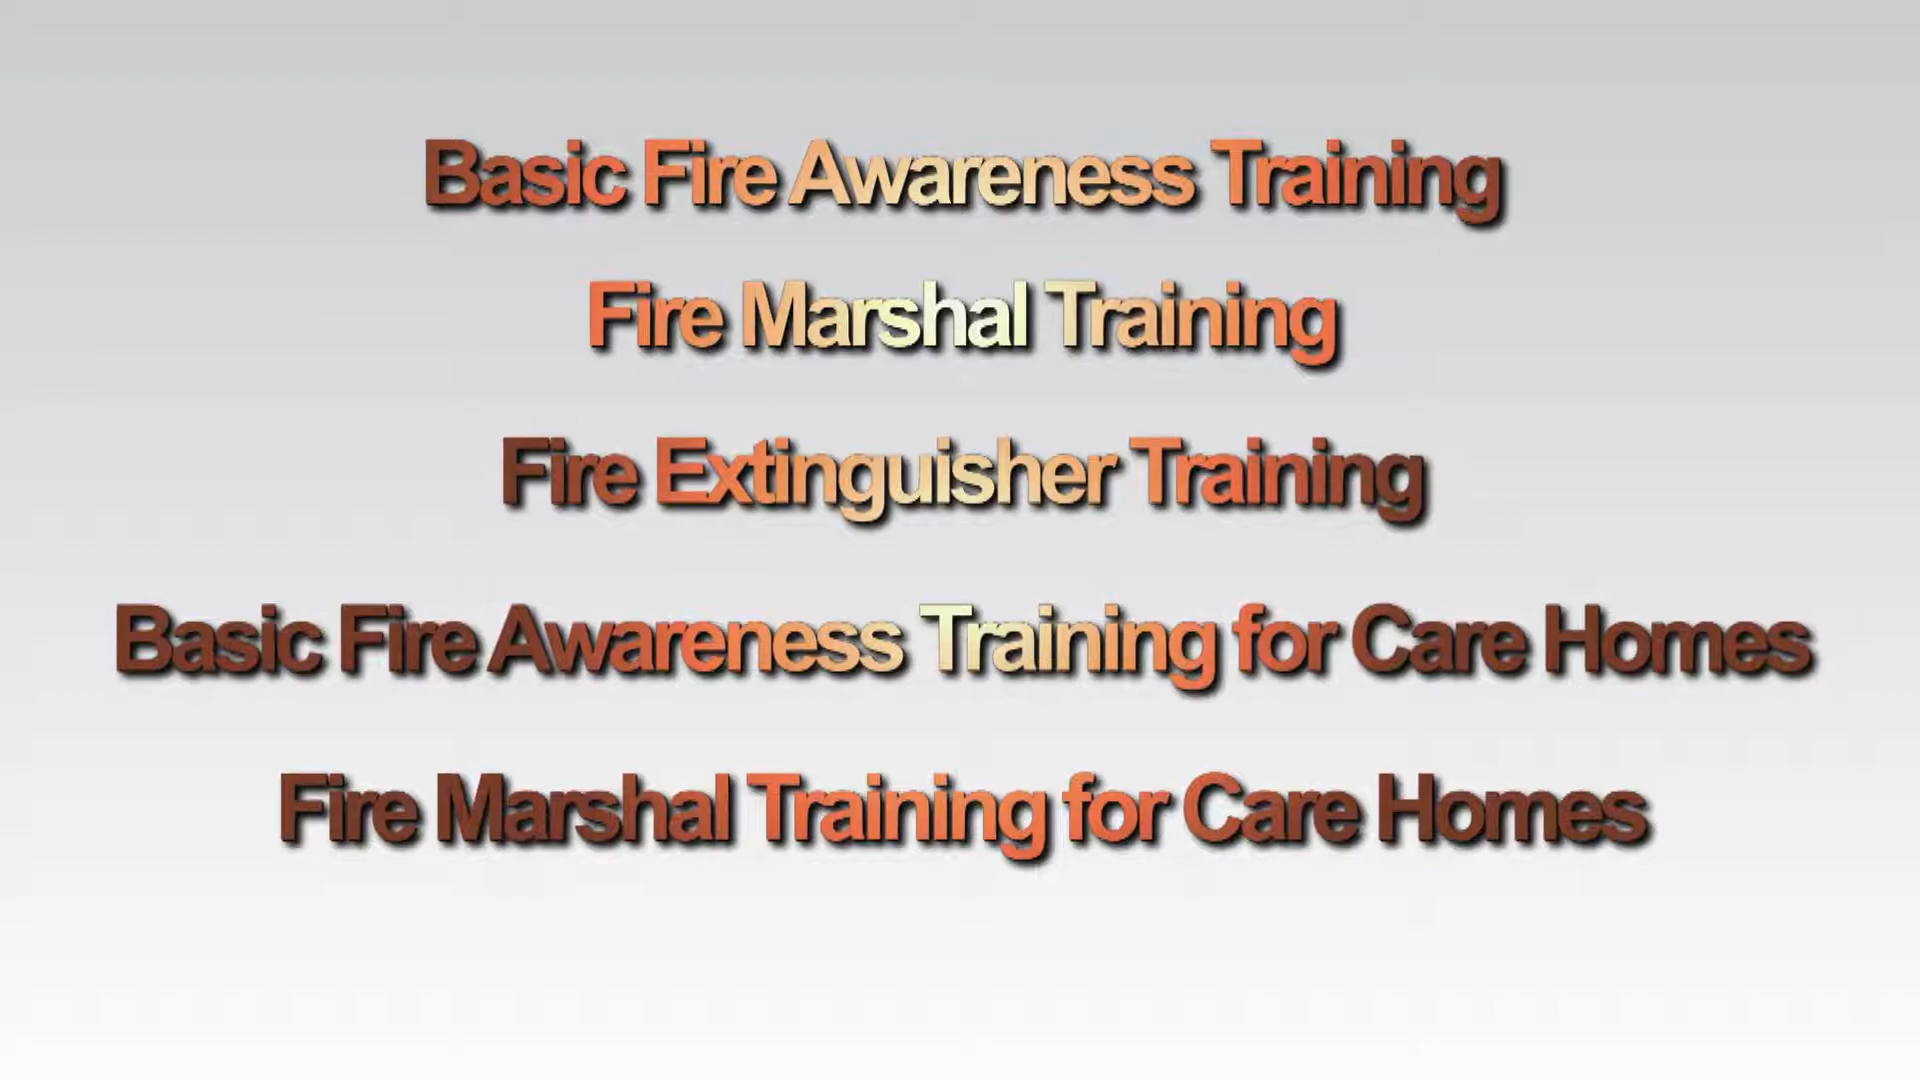 Basic Fire Awareness Training
Fire Marshal Training
Fire Extinguisher Training
Basic Fire Awareness Training for Care Homes
Fire Marshal Training for Care Homes